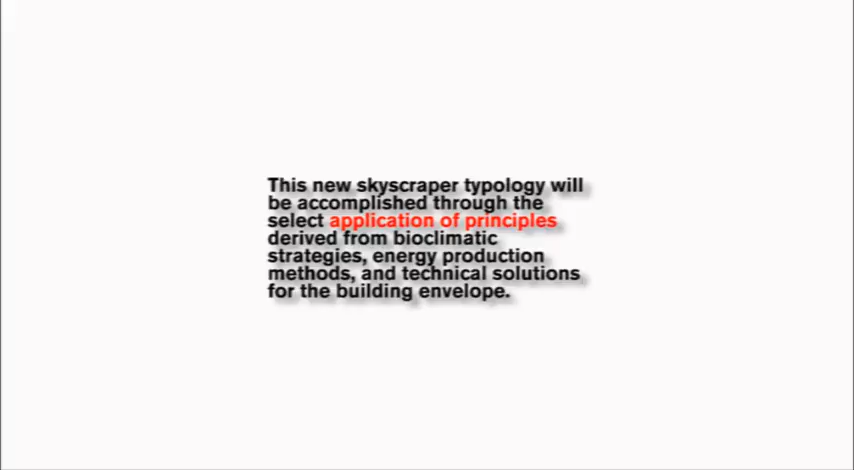 This new skyscraper typology will
be accomplished through the
select application of principles
derived from bioclimatic
strategies, energy production
methods, and technical solutions
for the building envelope.